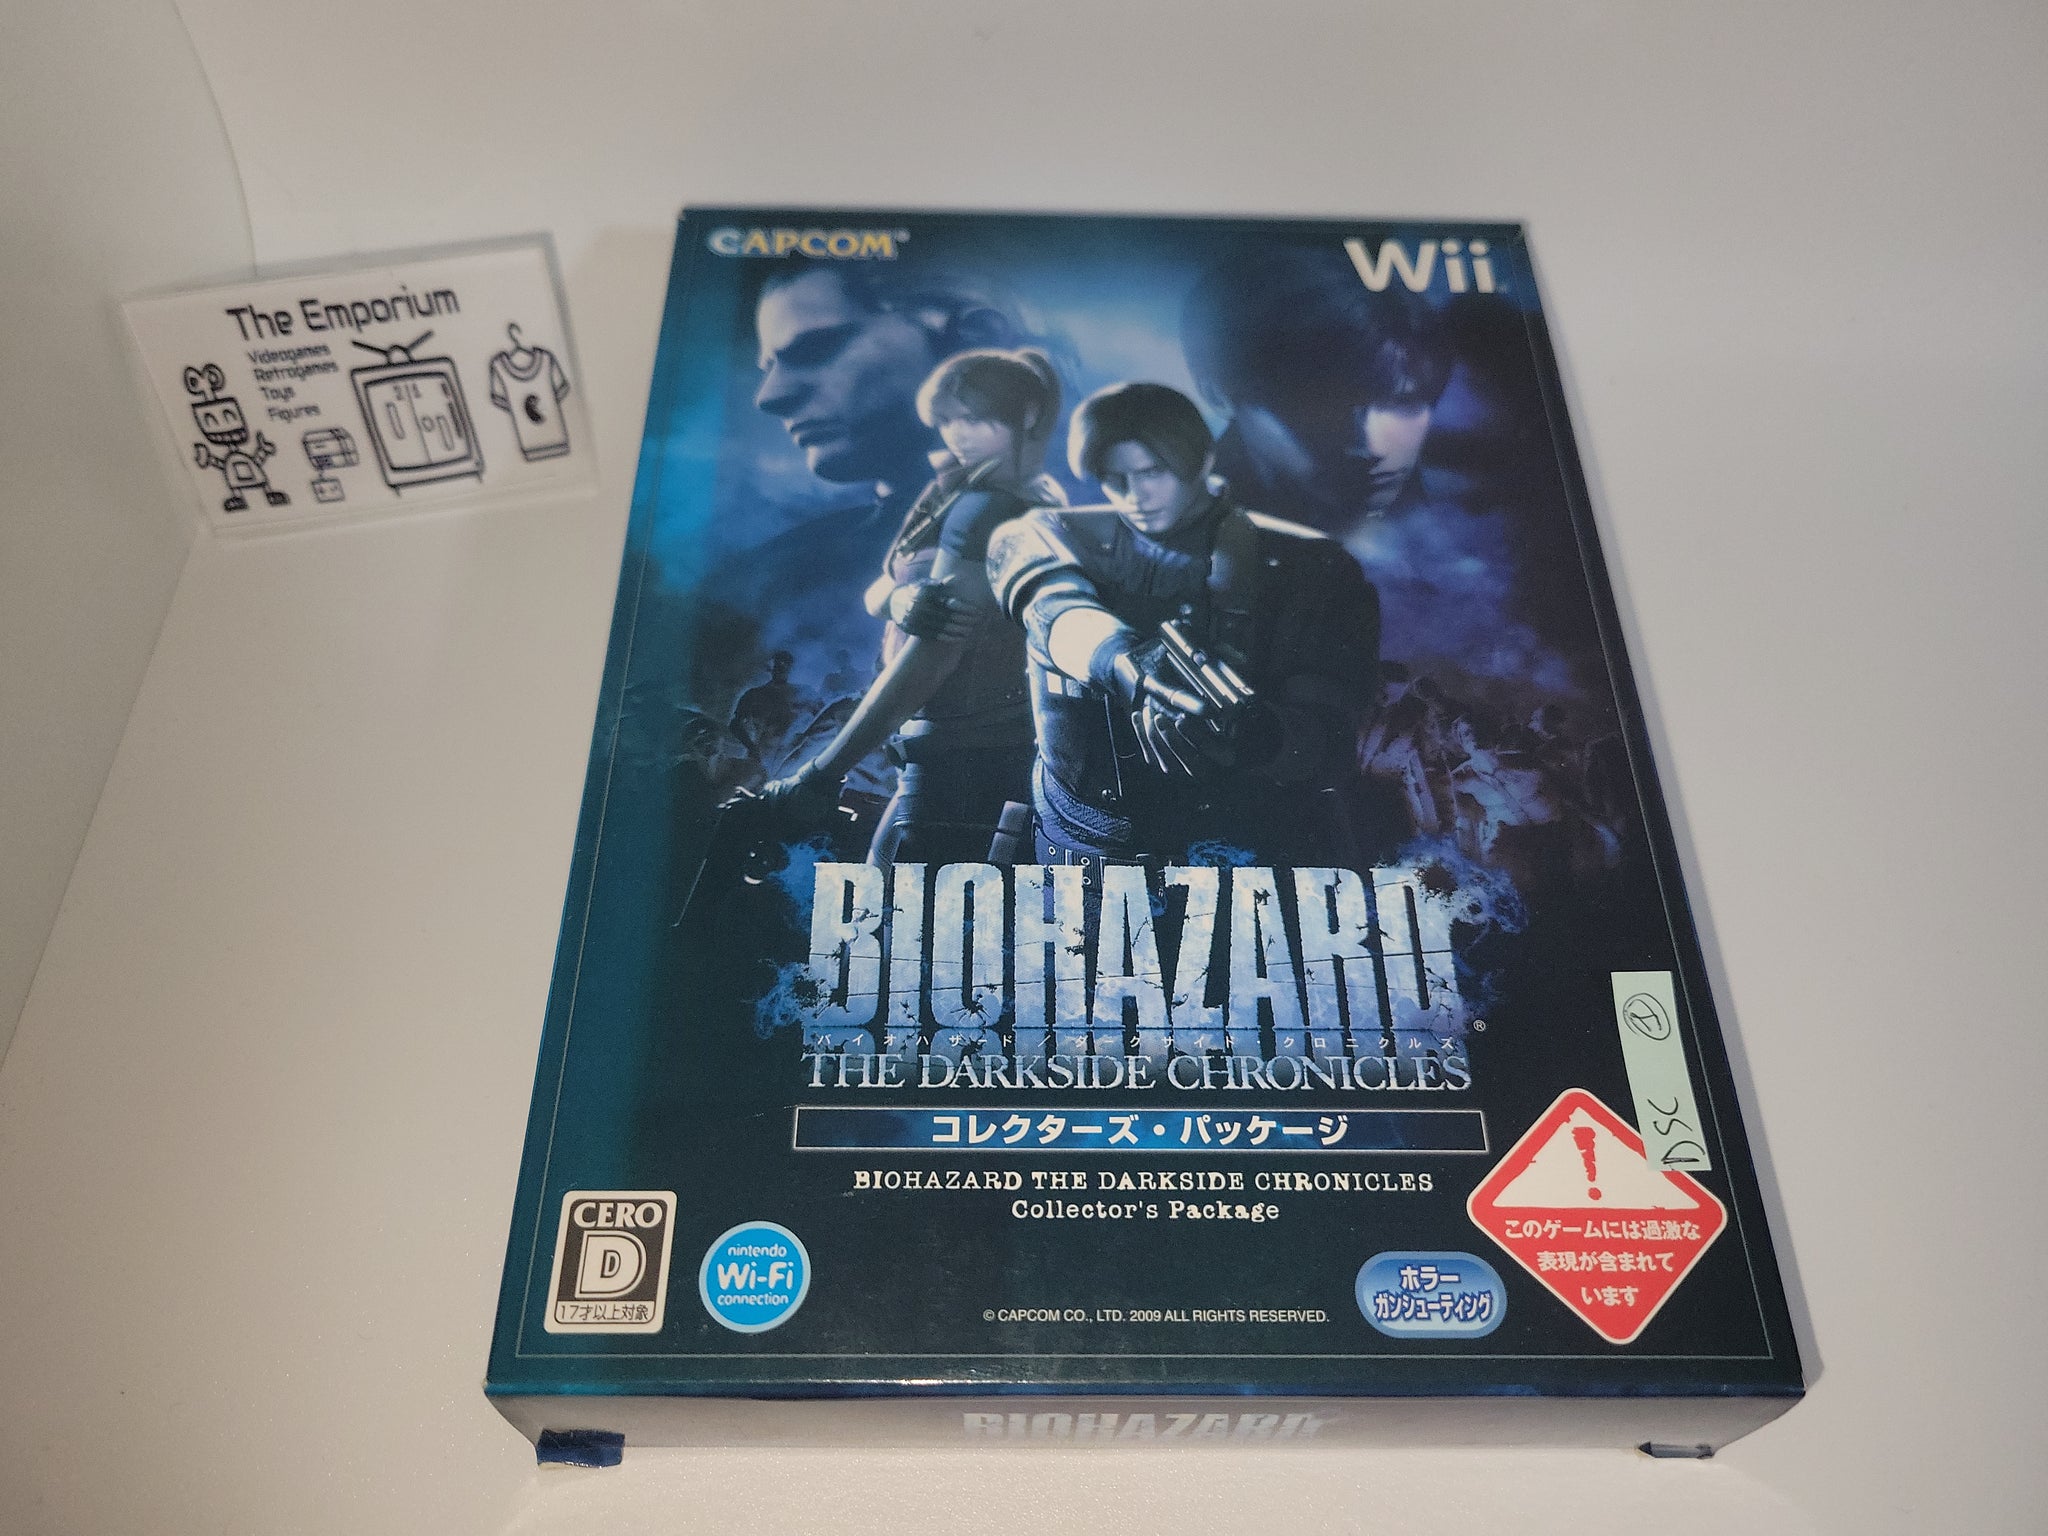 The Emporium
Videogames
Retrogames
Toys
Figures
CAPCOM
Wii
BIOHAZARD®
バイオハザード／ダークサイド・クロニクルズ
THE DARKSIDE CHRONICLES
コレクターズ・パッケージ
BIOHAZARD THE DARKSIDE CHRONICLES
Collector's Package
DSC
このゲームには過激な
表現が含まれて
います
CERO
D
17才以上対象
nintendo
Wi-Fi
connection
© CAPCOM CO., LTD. 2009 ALL RIGHTS RESERVED.
ホラー
ガンシューティング
BIOHAZARD